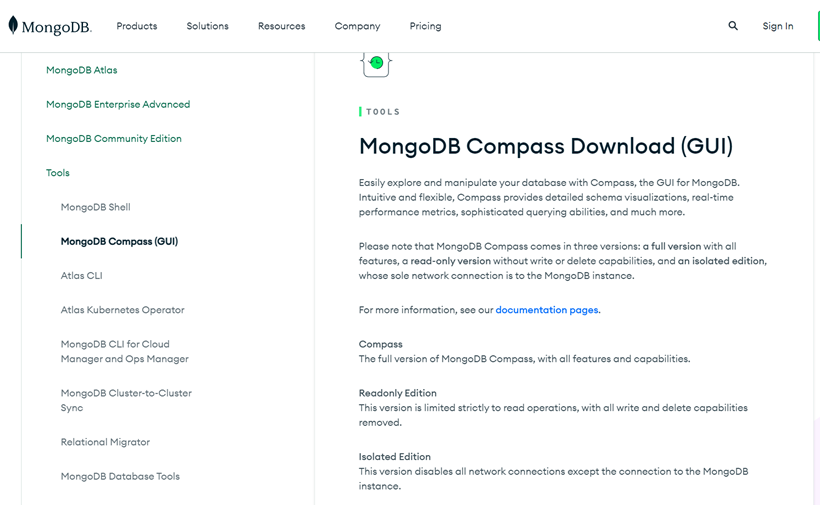 MongoDB.
Products
Solutions
Resources
Company
Pricing
Sign In
MongoDB Atlas
MongoDB Enterprise Advanced
MongoDB Community Edition
Tools
MongoDB Shell
MongoDB Compass (GUI)
Atlas CLI
Atlas Kubernetes Operator
MongoDB CLI for Cloud
Manager and Ops Manager
MongoDB Cluster-to-Cluster
Sync
Relational Migrator
MongoDB Database Tools
TOOLS
MongoDB Compass Download (GUI)
Easily explore and manipulate your database with Compass, the GUI for MongoDB.
Intuitive and flexible, Compass provides detailed schema visualizations, real-time
performance metrics, sophisticated querying abilities, and much more.
Please note that MongoDB Compass comes in three versions: a full version with all
features, a read-only version without write or delete capabilities, and an isolated edition,
whose sole network connection is to the MongoDB instance.
For more information, see our documentation pages.
Compass
The full version of MongoDB Compass, with all features and capabilities.
Readonly Edition
This version is limited strictly to read operations, with all write and delete capabilities
removed.
Isolated Edition
This version disables all network connections except the connection to the MongoDB
instance.